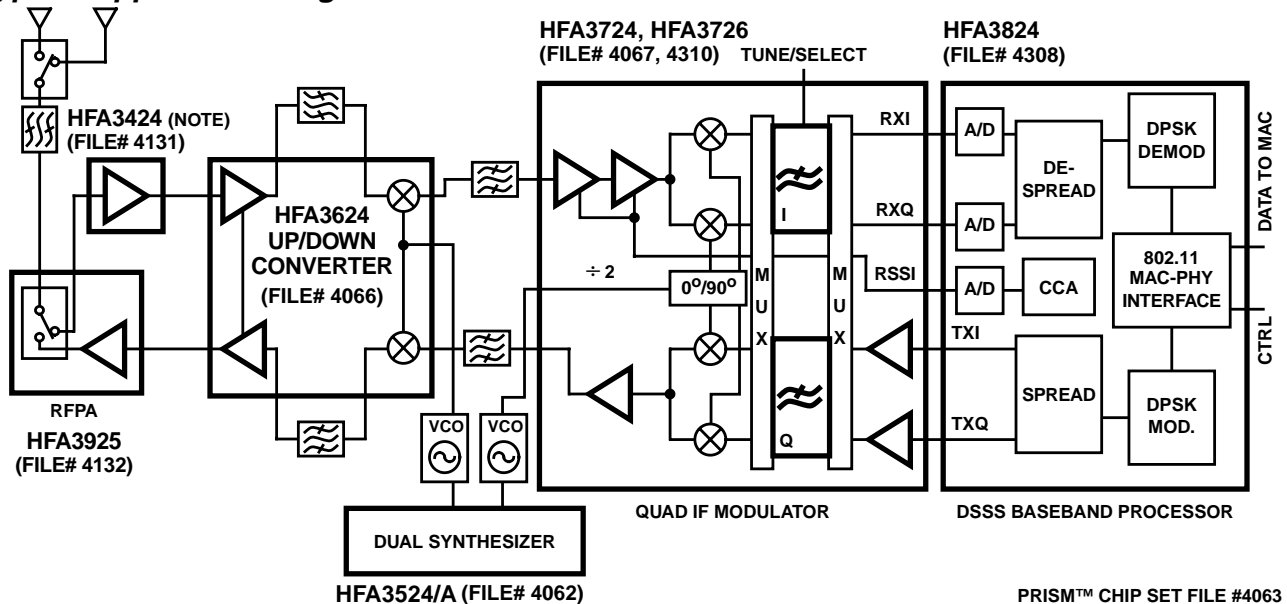 HFA3724, HFA3726
(FILE# 4067, 4310)
TUNE/SELECT
HFA3824
(FILE# 4308)
HFA3424 (NOTE)
(FILE# 4131)
HFA3624
UP/DOWN
CONVERTER
(FILE# 4066)
RFPA
HFA3925
(FILE# 4132)
VCO
VCO
DUAL SYNTHESIZER
HFA3524/A (FILE# 4062)
÷ 2
0O/90O
I
Q
M
U
X
M
U
X
QUAD IF MODULATOR
RXI
RXQ
RSSI
TXI
TXQ
A/D
A/D
A/D
DE-
SPREAD
CCA
SPREAD
DPSK
DEMOD
802.11
MAC-PHY
INTERFACE
DPSK
MOD.
DATA TO MAC
CTRL
DSSS BASEBAND PROCESSOR
PRISM™ CHIP SET FILE #4063